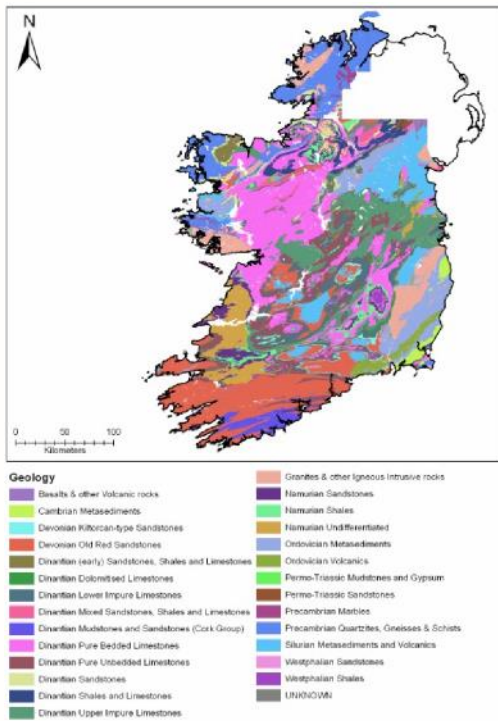 N
0
50
100
Kilometers
Geology
Basalts & other Volcanic rocks
Cambrian Metasediments
Devonian Kiltorcan-type Sandstones
Devonian Old Red Sandstones
Dinantian (early) Sandstones, Shales and Limestones
Dinantian Dolomitised Limestones
Dinantian Lower Impure Limestones
Dinantian Mixed Sandstones, Shales and Limestones
Dinantian Mudstones and Sandstones (Cork Group)
Dinantian Pure Bedded Limestones
Dinantian Pure Unbedded Limestones
Dinantian Sandstones
Dinantian Shales and Limestones
Dinantian Upper Impure Limestones
Granites & other Igneous Intrusive rocks
Namurian Sandstones
Namurian Shales
Namurian Undifferentiated
Ordovician Metasediments
Ordovician Volcanics
Permo-Triassic Mudstones and Gypsum
Permo-Triassic Sandstones
Precambrian Marbles
Precambrian Quartzites, Gneisses & Schists
Silurian Metasediments and Volcanics
Westphalian Sandstones
Westphalian Shales
UNKNOWN